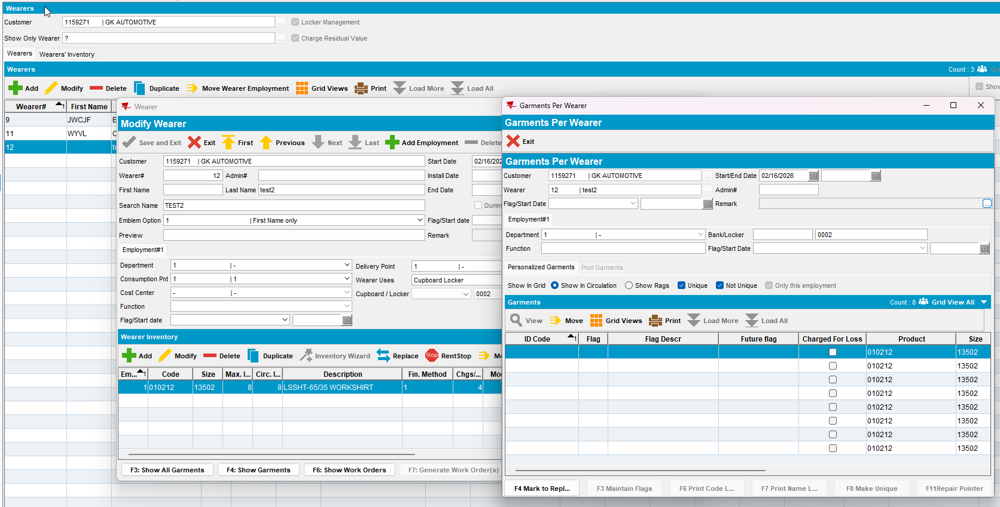 Wearers
Customer 1159271 | GK AUTOMOTIVE ... Locker Management
Show Only Wearer ? ... Charge Residual Value
Wearers Wearers' Inventory
Wearers Count : 3
Add Modify Delete Duplicate Move Wearer Employment Grid Views Print Load More Load All Show
Wearer# 1 First Name
9 JWCJF E
11 WYVL
12 te
Wearer
Modify Wearer
Save and Exit Exit First Previous Next Last Add Employment Delete
Customer 1159271 | GK AUTOMOTIVE Start Date 02/16/202
Wearer# 12 Admin# Install Date
First Name Last Name test2 End Date
Search Name TEST2 Dumm
Emblem Option 1 | First Name only Flag/Start date
Preview Remark
Employment#1
Department 1 | - Delivery Point 1 | -
Consumption Pnt 1 | 1 Wearer Uses Cupboard Locker
Cost Center - | - Cupboard / Locker 0002
Function
Flag/Start date 16
Wearer Inventory
Add Modify Delete Duplicate Inventory Wizard Replace Stop RentStop Mo
Em... 1 Code Size Max. I... Circ. I... Description Fin. Method Chgs/... Mod
1 010212 13502 8 8 LSSHT-65/35 WORKSHIRT 1 4
F3: Show All Garments F4: Show Garments F6: Show Work Orders F7: Generate Work Order(s)
Garments Per Wearer
Garments Per Wearer
Exit
Garments Per Wearer
Customer 1159271 | GK AUTOMOTIVE ... Start/End Date 02/16/2026 16 16
Wearer 12 | test2 ... Admin#
Flag/Start Date 16 Remark ...
Employment#1
Department 1 | - Bank/Locker 0002
Function Flag/Start Date 16
Personalized Garments Pool Garments
Show In Grid Show In Circulation Show Rags Unique Not Unique Only this employment
Garments Count : 8 Grid View All
View Move Grid Views Print Load More Load All
ID Code 1 Flag Flag Descr Future flag Charged For Loss Product Size
010212 13502
010212 13502
010212 13502
010212 13502
010212 13502
010212 13502
010212 13502
010212 13502
F4 Mark to Repl... F3 Maintain Flags F6 Print Code L... F7 Print Name L... F8 Make Unique F11Repair Pointer